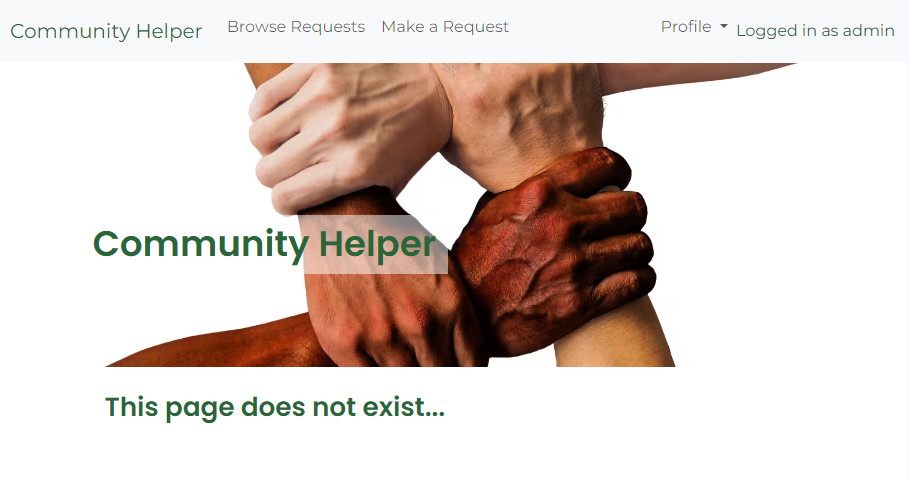 Community Helper
Browse Requests
Make a Request
Profile
Logged in as admin
Community Helper
This page does not exist...